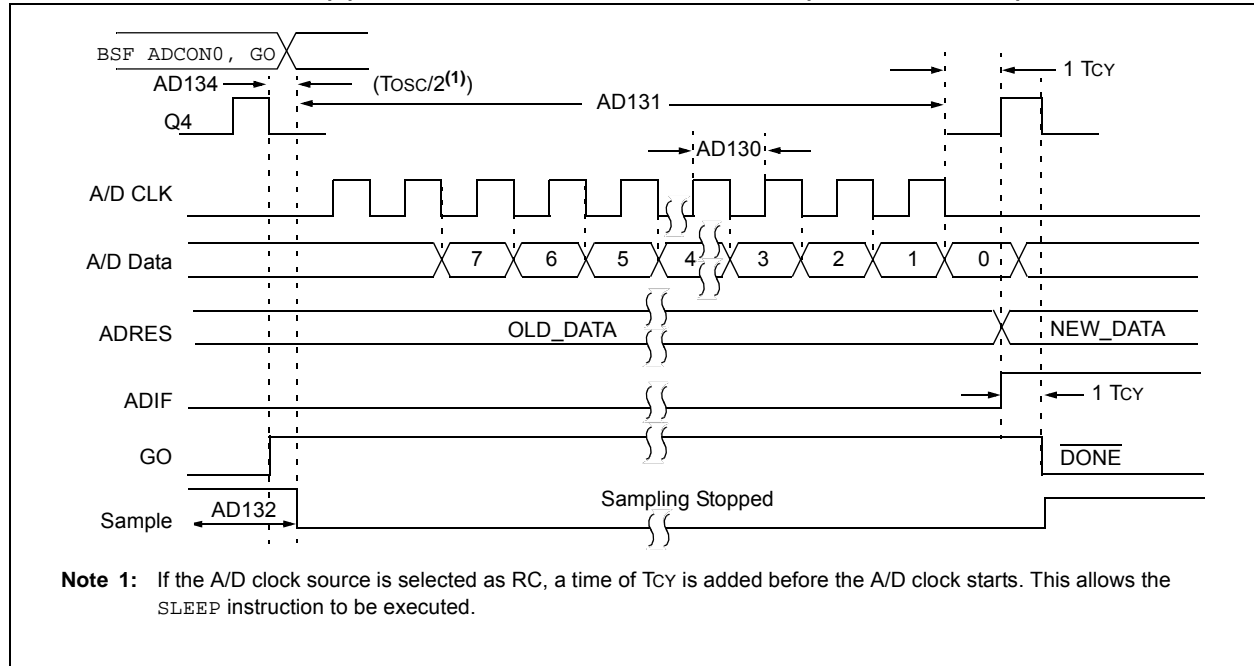 BSF ADCON0, GO
AD134 (TOSC/2(1)) 1 TCY
AD131
Q4
AD130
A/D CLK
A/D Data 7 6 5 4 3 2 1 0
ADRES OLD_DATA NEW_DATA
ADIF 1 TCY
GO DONE
Sampling Stopped
Sample AD132
Note 1: If the A/D clock source is selected as RC, a time of TCY is added before the A/D clock starts. This allows the
SLEEP instruction to be executed.